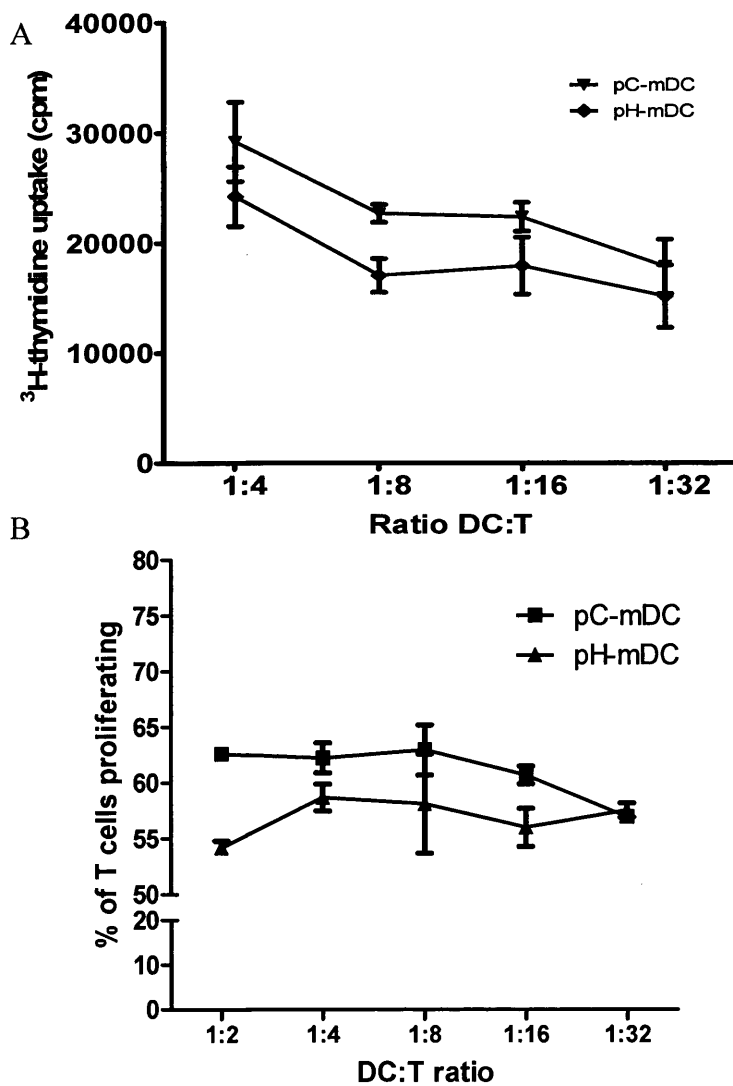 A
40000
30000
20000
10000
0
³H-thymidine uptake (cpm)
pC-mDC
pH-mDC
1:4 1:8 1:16 1:32
Ratio DC:T
B
80
75
70
65
60
55
50
20
10
0
% of T cells proliferating
pC-mDC
pH-mDC
1:2 1:4 1:8 1:16 1:32
DC:T ratio